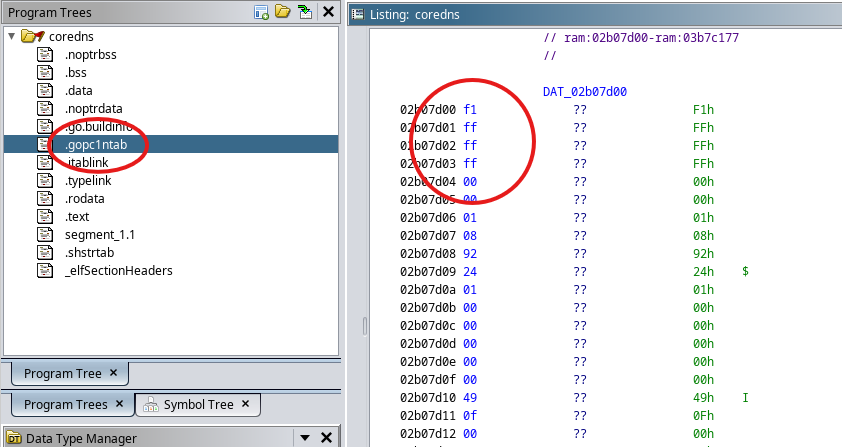 Program Trees
coredns
.noptrbss
.bss
.data
.noptrdata
.go.buildinfo
.gopc1ntab
.itablink
.typelink
.rodata
.text
segment_1.1
.shstrtab
_elfSectionHeaders
Program Tree ×
Program Trees × Symbol Tree ×
DT Data Type Manager
Listing: coredns
// ram:02b07d00-ram:03b7c177
//
DAT_02b07d00
02b07d00 f1 ?? F1h
02b07d01 ff ?? FFh
02b07d02 ff ?? FFh
02b07d03 ff ?? FFh
02b07d04 00 ?? 00h
02b07d05 00 ?? 00h
02b07d06 01 ?? 01h
02b07d07 08 ?? 08h
02b07d08 92 ?? 92h
02b07d09 24 ?? 24h $
02b07d0a 01 ?? 01h
02b07d0b 00 ?? 00h
02b07d0c 00 ?? 00h
02b07d0d 00 ?? 00h
02b07d0e 00 ?? 00h
02b07d0f 00 ?? 00h
02b07d10 49 ?? 49h I
02b07d11 0f ?? 0Fh
02b07d12 00 ?? 00h